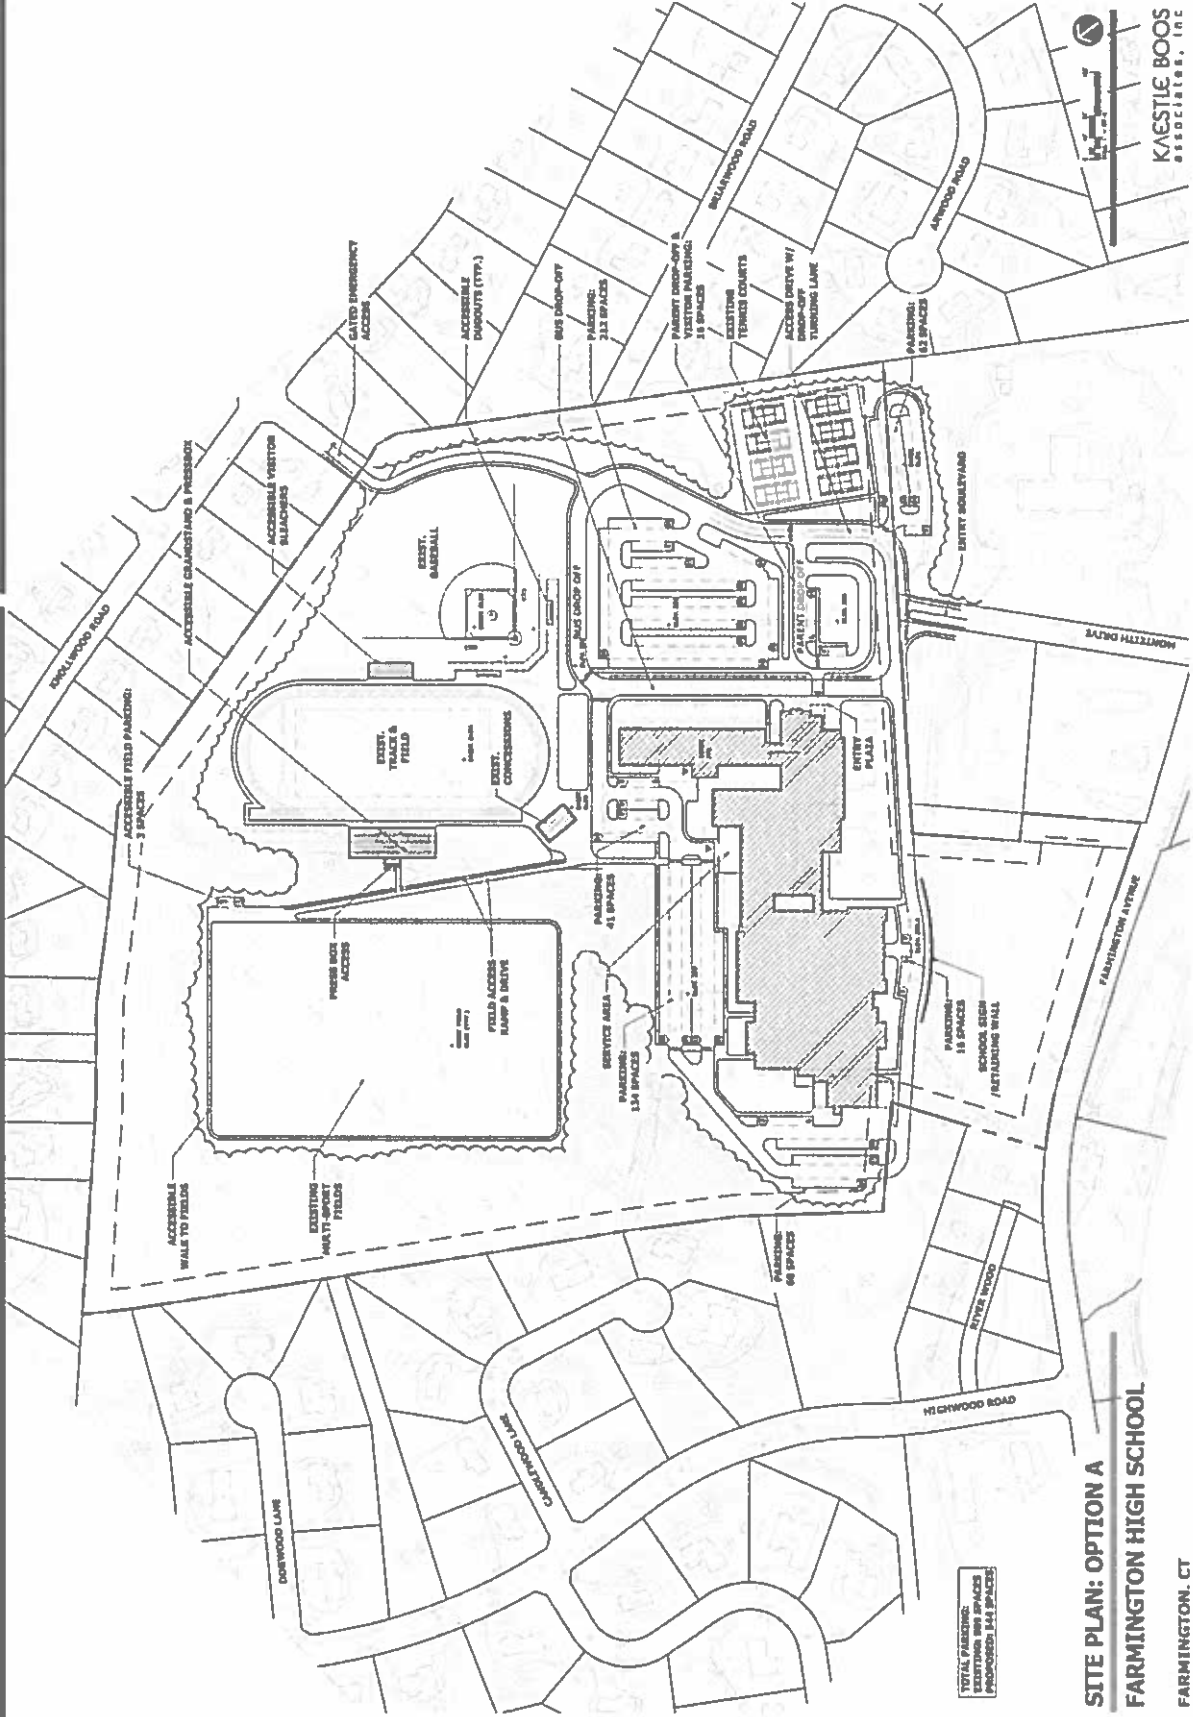 KNOLLWOOD ROAD
ACCESSIBLE FIELD PARKING:
3 SPACES
ACCESSIBLE GRANDSTAND & PRESSBOX
ACCESSIBLE VISITOR
BLEACHERS
GATED EMERGENCY
ACCESS
ACCESSIBLE
DUGOUTS (TYP.)
BUS DROP-OFF
PARKING:
212 SPACES
PARENT DROP-OFF &
VISITOR PARKING:
16 SPACES
EXISTING
TENNIS COURTS
ACCESS DRIVE W/
DROP-OFF
TURNING LANE
PARKING:
62 SPACES
BRIARWOOD ROAD
ARWOOD ROAD
ENTRY BOULEVARD
MONTEITH DRIVE
EXIST.
BASEBALL
EXIST.
TRACK &
FIELD
EXIST.
CONCESSIONS
BUS DROP OFF
PARENT DROP OFF
ENTRY
PLAZA
PRESS BOX
ACCESS
FIELD ACCESS
RAMP & DRIVE
PARKING:
41 SPACES
SERVICE AREA
PARKING:
134 SPACES
PARKING:
16 SPACES
SCHOOL SIGN
/RETAINING WALL
ACCESSIBLE
WALK TO FIELDS
EXISTING
MULTI-SPORT
FIELDS
PARKING:
FARMINGTON AVENUE
RIVER WOOD
HIGHWOOD ROAD
CANDLEWOOD LANE
DORWOOD LANE
TOTAL PARKING:
SITE PLAN: OPTION A
FARMINGTON HIGH SCHOOL
FARMINGTON, CT
KAESTLE BOOS
associates, inc